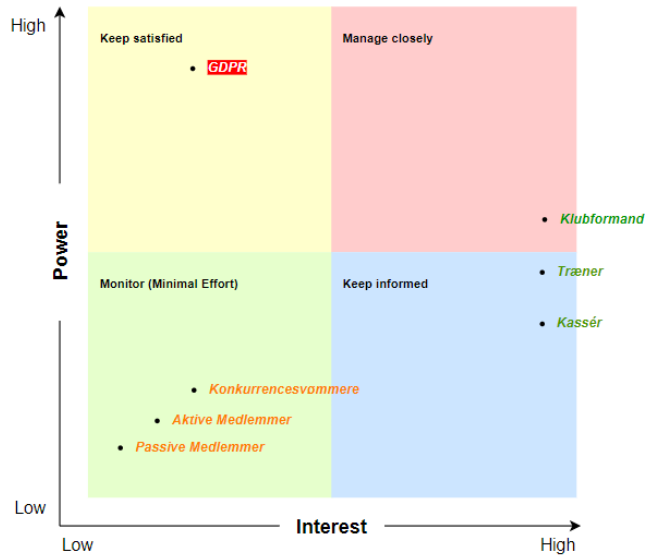 High
Keep satisfied
Manage closely
GDPR
Klubformand
Power
Træner
Monitor (Minimal Effort)
Keep informed
Kassér
Konkurrencesvømmere
Aktive Medlemmer
Passive Medlemmer
Low
Interest
Low
High